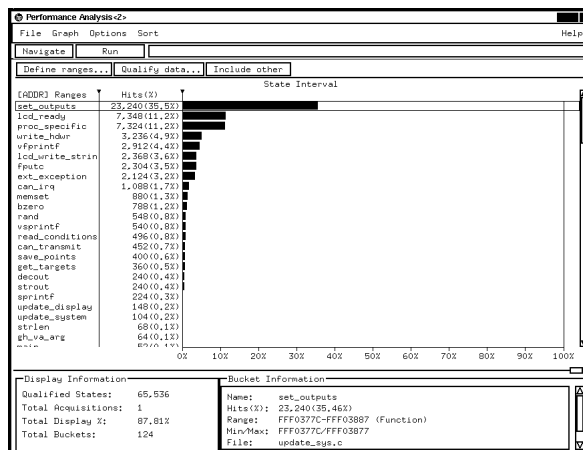 Performance Analysis<2>
File Graph Options Sort Help
Navigate Run
Define ranges... Qualify data... Include other
State Interval
[ADDR] Ranges Hits(%)
set_outputs 23,240(35.5%)
lcd_ready 7,348(11.2%)
proc_specific 7,324(11.2%)
write_hdwr 3,236(4.9%)
vfprintf 2,912(4.4%)
lcd_write_strin 2,368(3.6%)
fputc 2,304(3.5%)
ext_exception 2,124(3.2%)
can_irq 1,088(1.7%)
memset 880(1.3%)
bzero 788(1.2%)
rand 548(0.8%)
vsprintf 540(0.8%)
read_conditions 496(0.8%)
can_transmit 452(0.7%)
save_points 400(0.6%)
get_targets 360(0.5%)
decout 240(0.4%)
strout 240(0.4%)
sprintf 224(0.3%)
update_display 148(0.2%)
update_system 104(0.2%)
strlen 68(0.1%)
gh_va_arg 64(0.1%)
0% 10% 20% 30% 40% 50% 60% 70% 80% 90% 100%
Display Information
Qualified States: 65,536
Total Acquisitions: 1
Total Display %: 87.81%
Total Buckets: 124
Bucket Information
Name: set_outputs
Hits(%): 23,240(35.46%)
Range: FFF0377C-FFF03887 (Function)
Min/Max: FFF0377C/FFF03877
File: update_sys.c